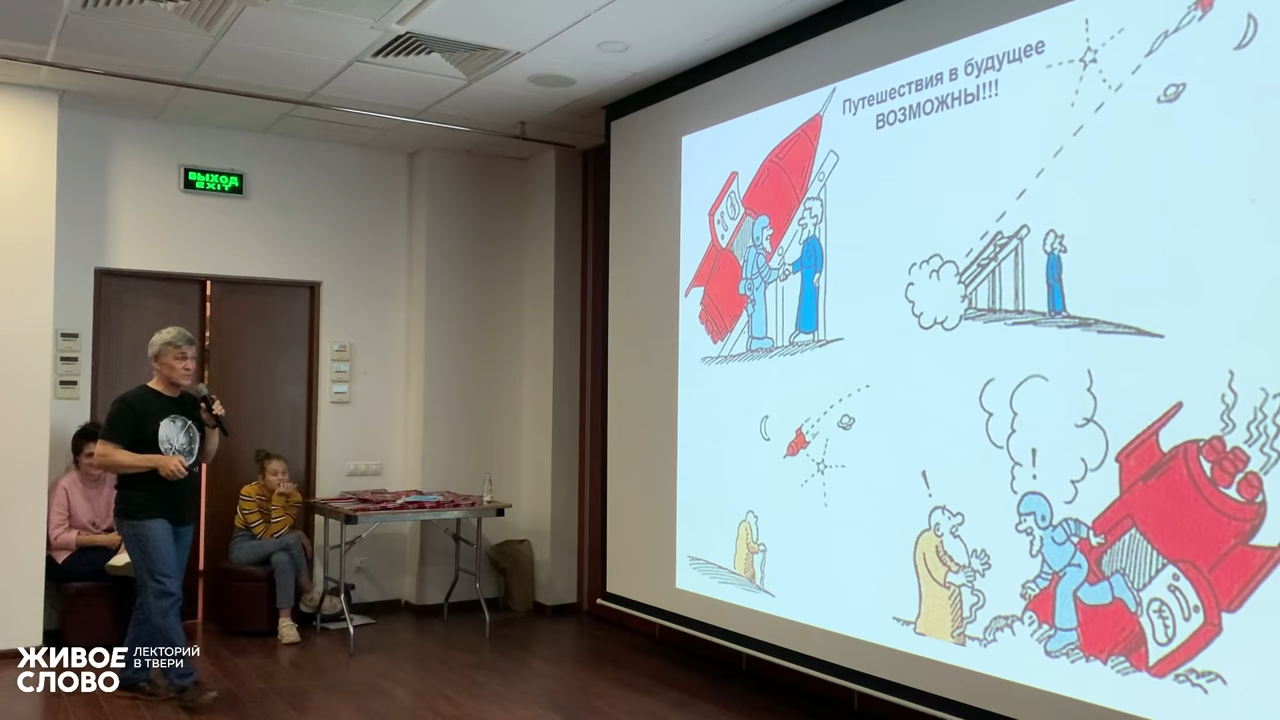 Путешествия в будущее
ВОЗМОЖНЫ!!!
ВЫХОД
EXIT
!
!
ЖИВОЕ
СЛОВО
ЛЕКТОРИЙ
В ТВЕРИ